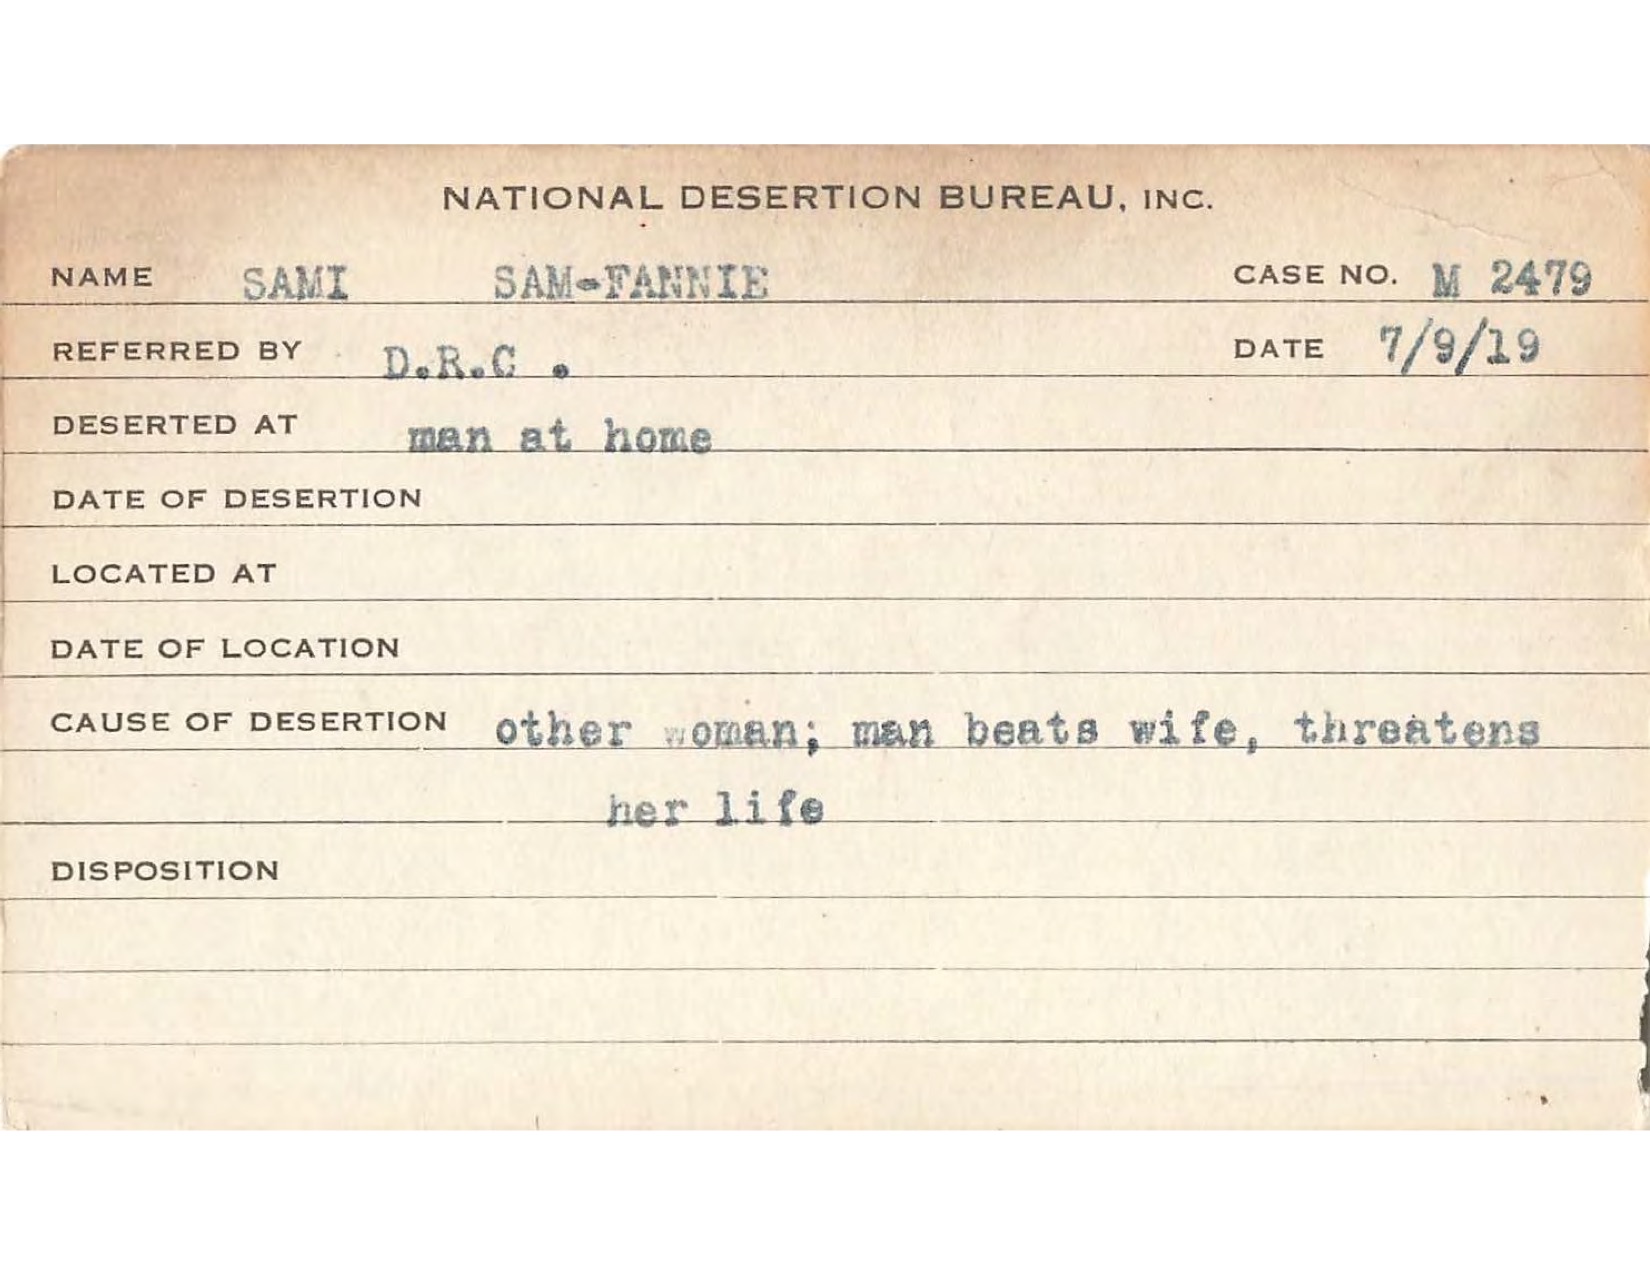 NATIONAL DESERTION BUREAU, INC.
NAME SAMI SAM-FANNIE CASE NO. M 2479
REFERRED BY D.R.C . DATE 7/9/19
DESERTED AT man at home
DATE OF DESERTION
LOCATED AT
DATE OF LOCATION
CAUSE OF DESERTION other woman; man beats wife, threatens
her life
DISPOSITION